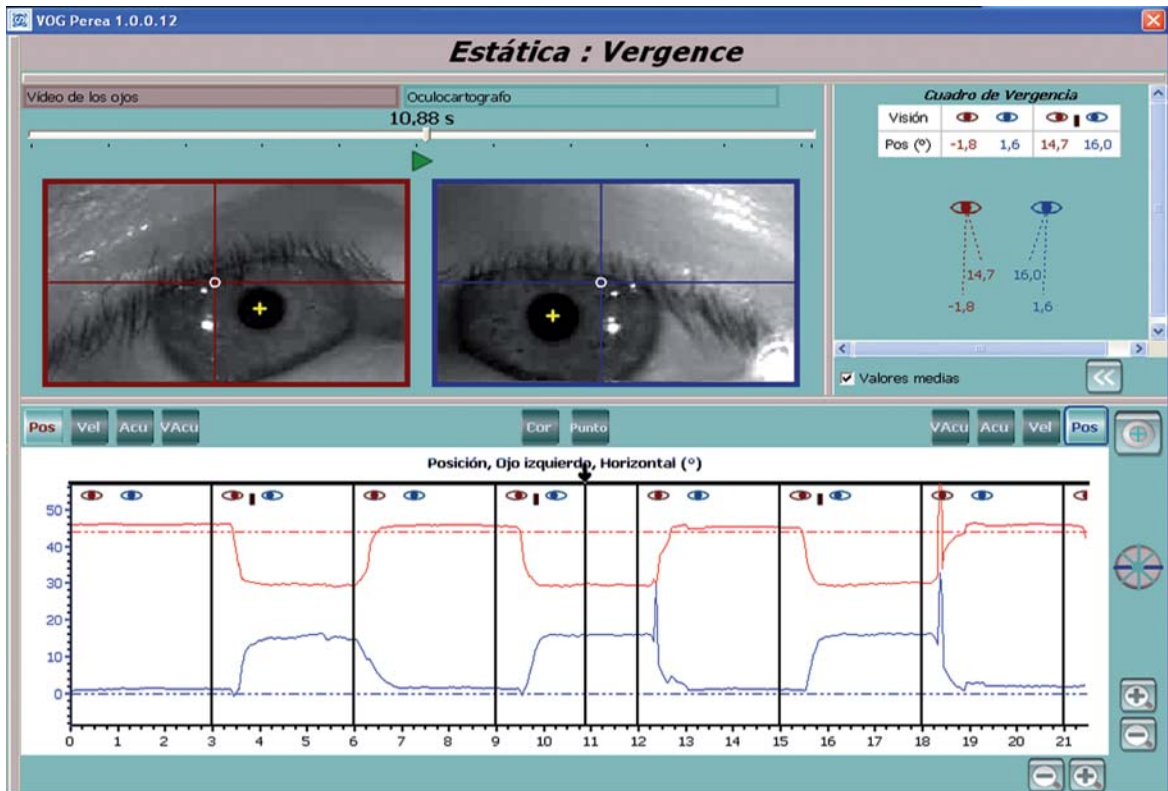 VOG Perea 1.0.0.12
Estática : Vergence
Vídeo de los ojos
Oculocartografo
10,88 s
Cuadro de Vergencia
Visión
Pos (º) -1,8 1,6 14,7 16,0
14,7 16,0
-1,8 1,6
Valores medias
Pos Vel Acu VAcu Cor Punto VAcu Acu Vel Pos
Posición, Ojo izquierdo, Horizontal (º)
50
40
30
20
10
0
0 1 2 3 4 5 6 7 8 9 10 11 12 13 14 15 16 17 18 19 20 21